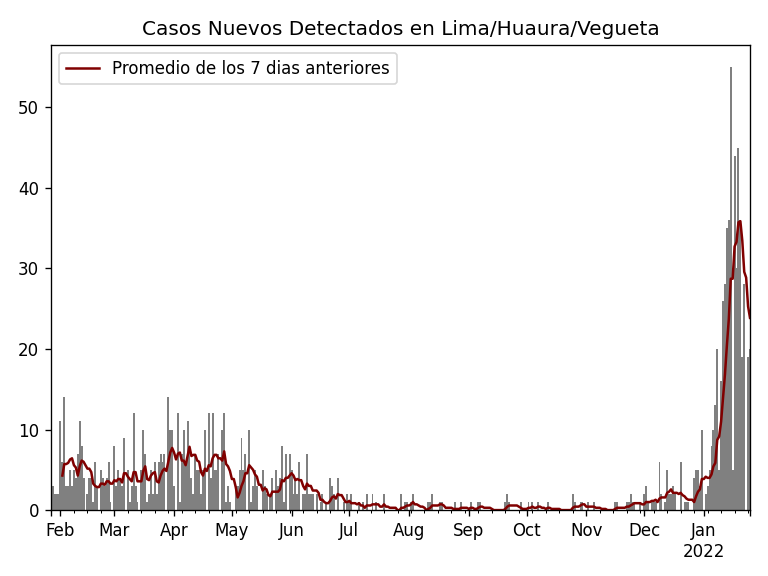 Casos Nuevos Detectados en Lima/Huaura/Vegueta
Promedio de los 7 dias anteriores
50
40
30
20
10
0
Feb Mar Apr May Jun Jul Aug Sep Oct Nov Dec Jan
2022